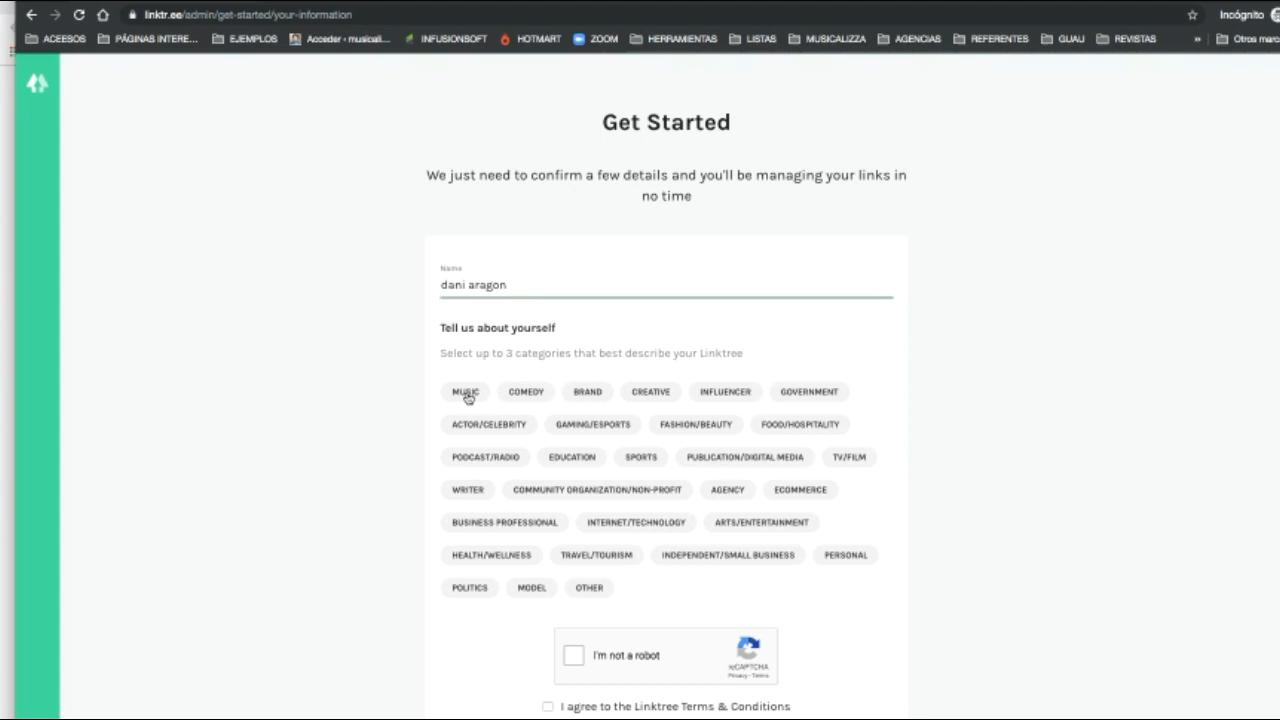 linktr.ee/admin/get-started/your-information Incógnito
ACEESOS PÁGINAS INTERE... EJEMPLOS Acceder ‹ musicali... INFUSIONSOFT HOTMART ZOOM HERRAMIENTAS LISTAS MUSICALIZZA AGENCIAS REFERENTES GUAU REVISTAS » Otros marc
Get Started
We just need to confirm a few details and you'll be managing your links in
no time
Name
dani aragon
Tell us about yourself
Select up to 3 categories that best describe your Linktree
MUSIC COMEDY BRAND CREATIVE INFLUENCER GOVERNMENT
ACTOR/CELEBRITY GAMING/ESPORTS FASHION/BEAUTY FOOD/HOSPITALITY
PODCAST/RADIO EDUCATION SPORTS PUBLICATION/DIGITAL MEDIA TV/FILM
WRITER COMMUNITY ORGANIZATION/NON-PROFIT AGENCY ECOMMERCE
BUSINESS PROFESSIONAL INTERNET/TECHNOLOGY ARTS/ENTERTAINMENT
HEALTH/WELLNESS TRAVEL/TOURISM INDEPENDENT/SMALL BUSINESS PERSONAL
POLITICS MODEL OTHER
I'm not a robot
reCAPTCHA
Privacy - Terms
I agree to the Linktree Terms & Conditions